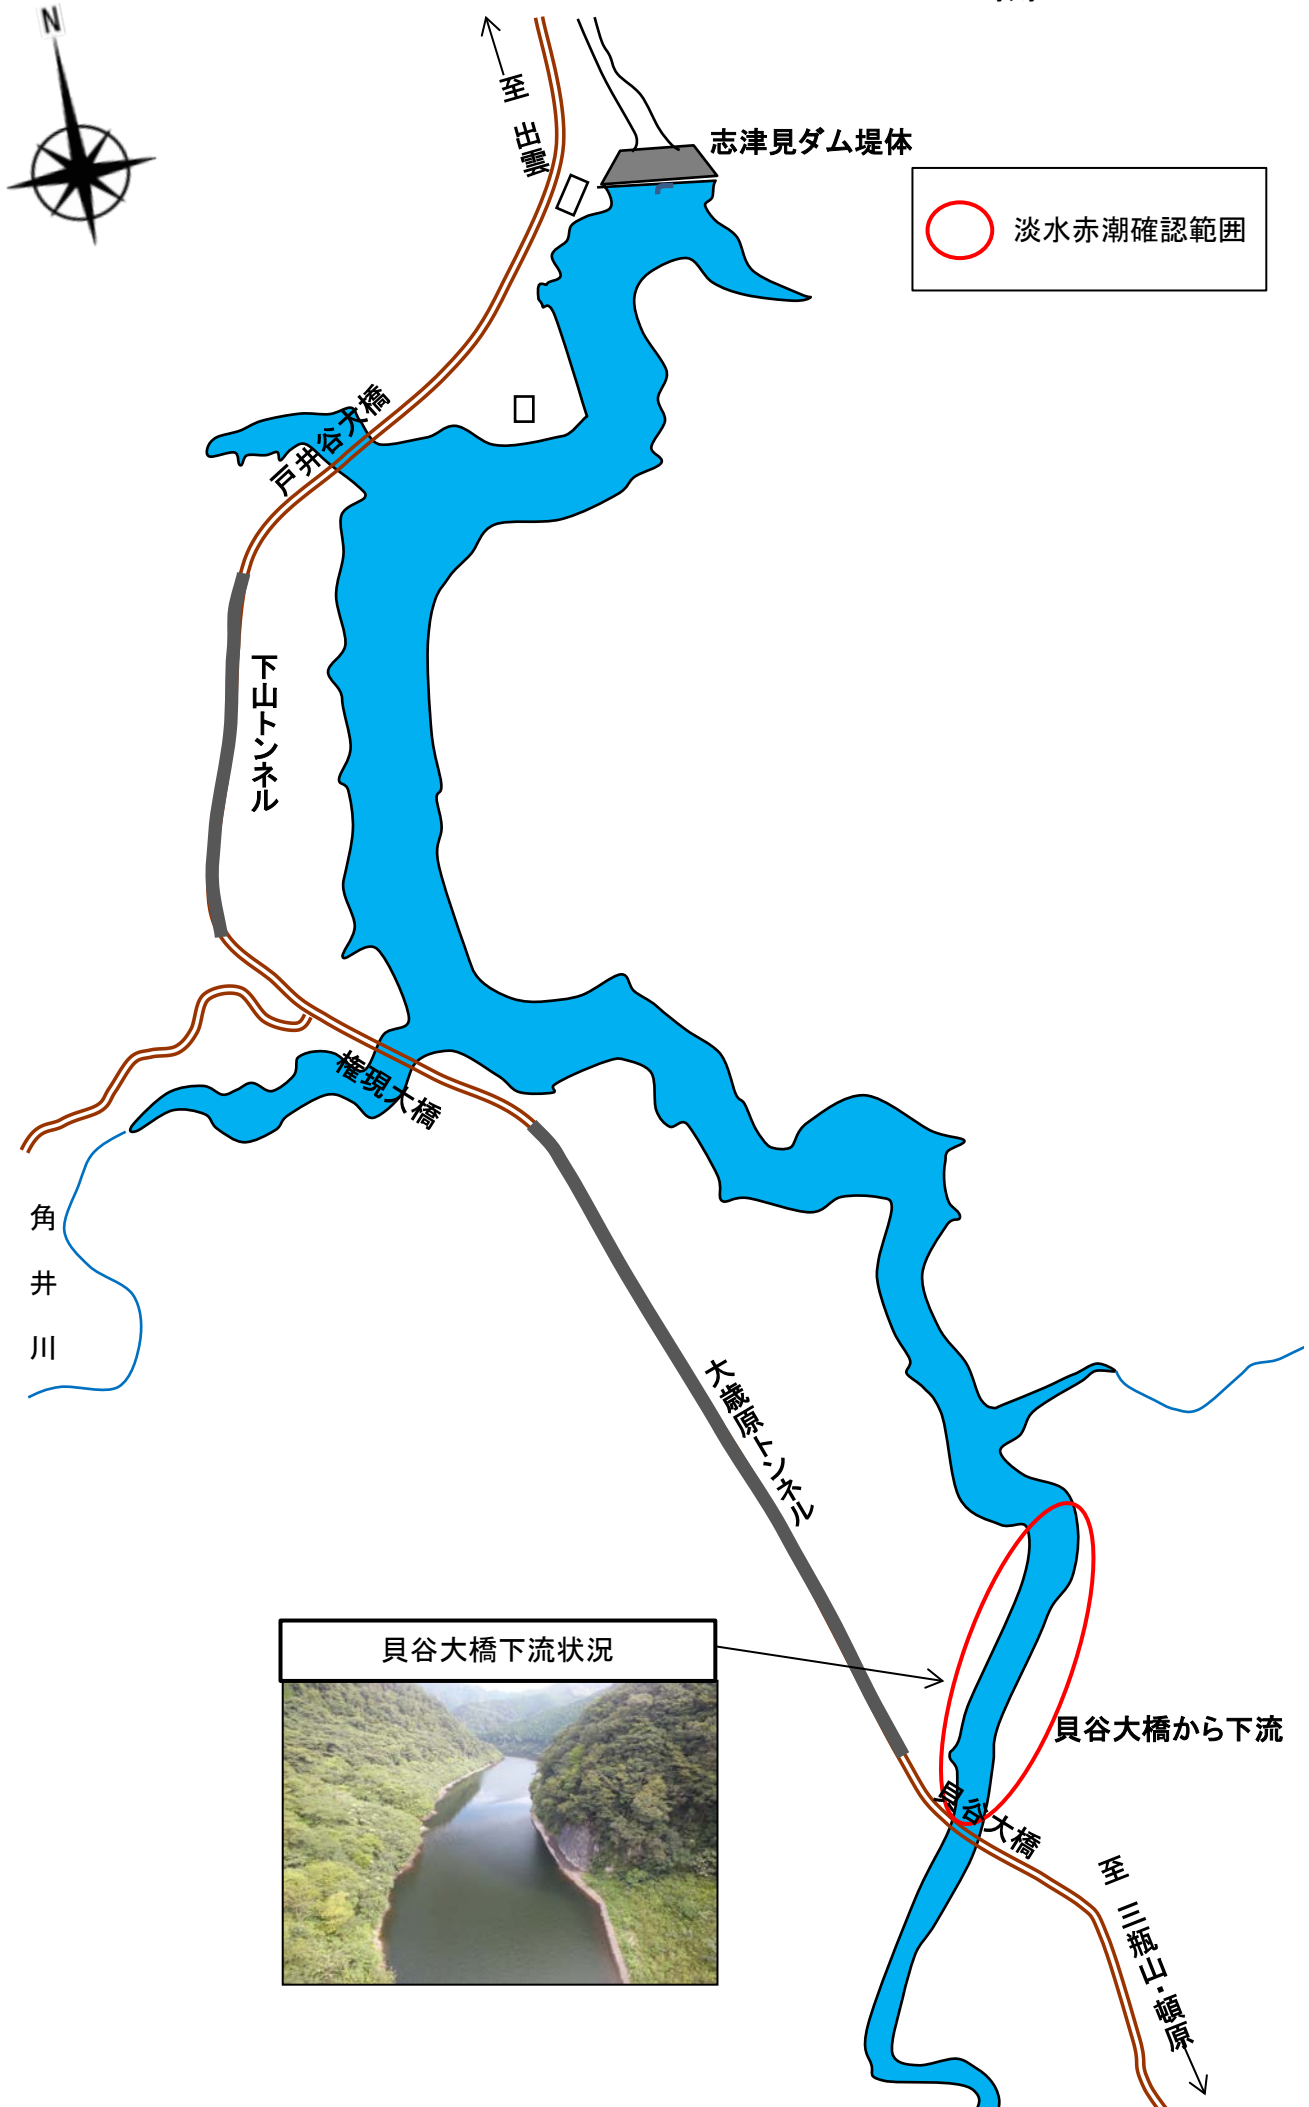 N
至 出雲
志津見ダム堤体
淡水赤潮確認範囲
戸井谷大橋
下山トンネル
権現大橋
角井川
大歳原トンネル
貝谷大橋下流状況
貝谷大橋から下流
貝谷大橋
至 三瓶山・頓原